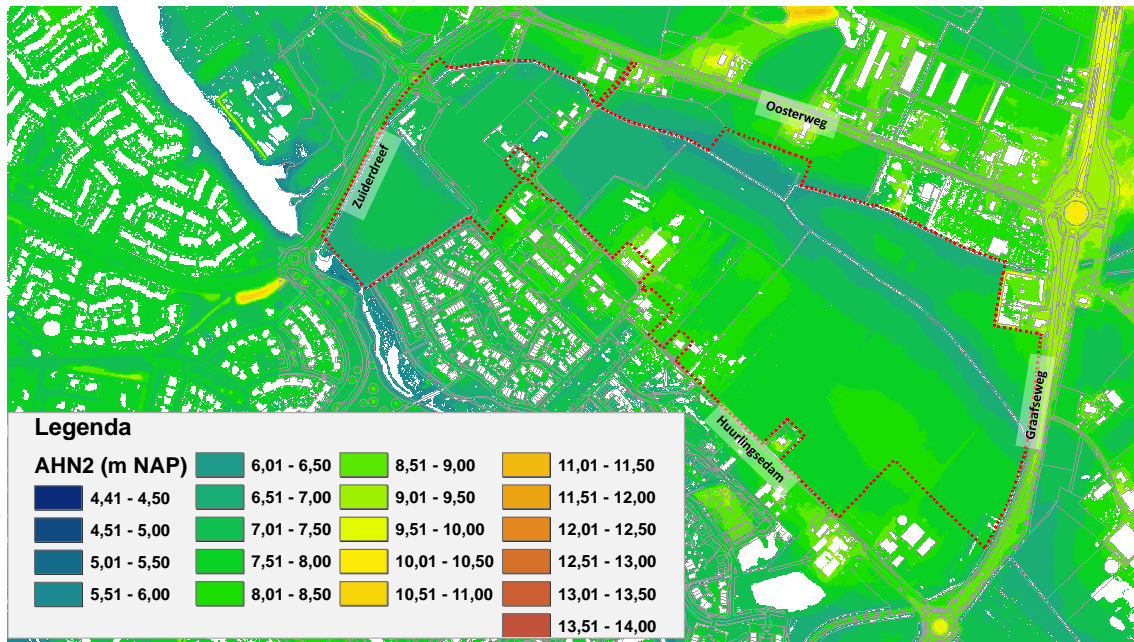 Oosterweg
Zuiderdreef
Graafseweg
Huurlingsedam
Legenda
AHN2 (m NAP)
4,41 - 4,50
4,51 - 5,00
5,01 - 5,50
5,51 - 6,00
6,01 - 6,50
6,51 - 7,00
7,01 - 7,50
7,51 - 8,00
8,01 - 8,50
8,51 - 9,00
9,01 - 9,50
9,51 - 10,00
10,01 - 10,50
10,51 - 11,00
11,01 - 11,50
11,51 - 12,00
12,01 - 12,50
12,51 - 13,00
13,01 - 13,50
13,51 - 14,00